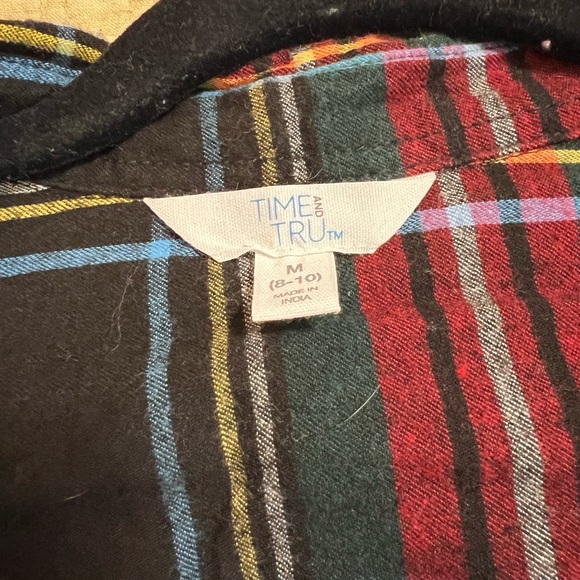 TIME AND
TRU™
M
(8-10)
MADE IN
INDIA